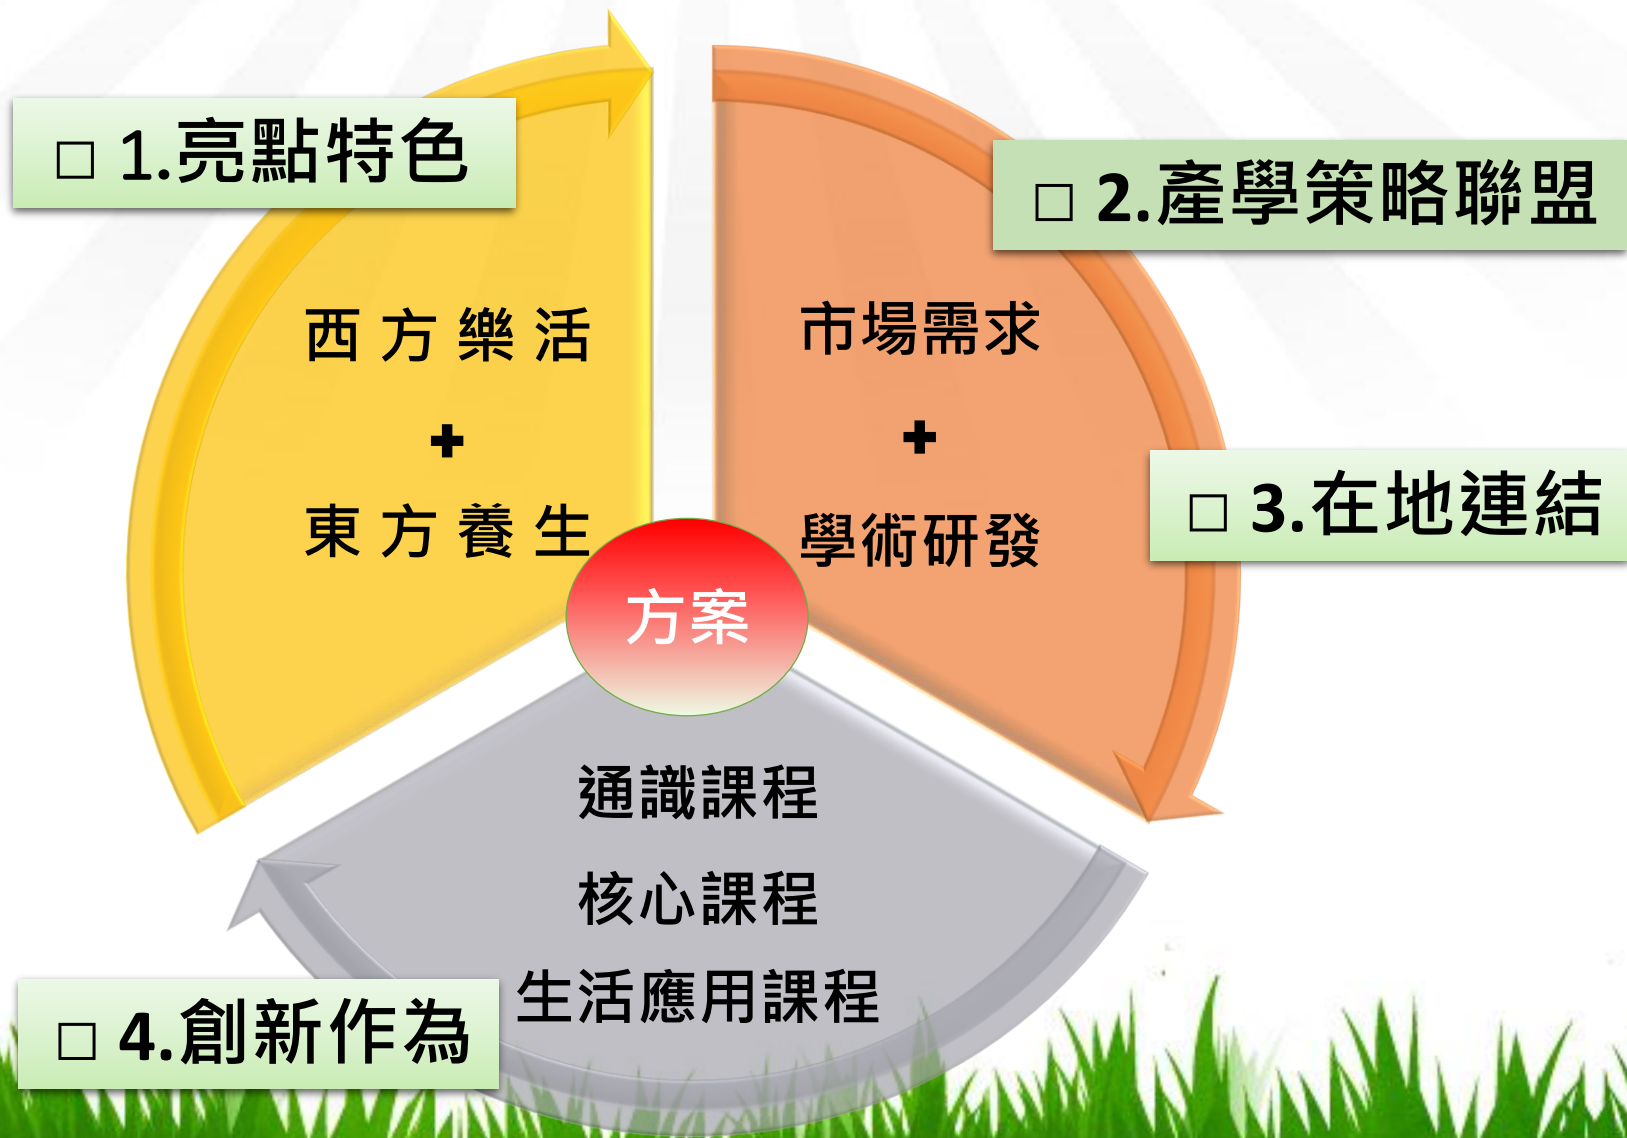 □ 1.亮點特色
□ 2.產學策略聯盟
西方樂活
+
東方養生
市場需求
+
學術研發
□ 3.在地連結
方案
通識課程
核心課程
生活應用課程
□ 4.創新作為